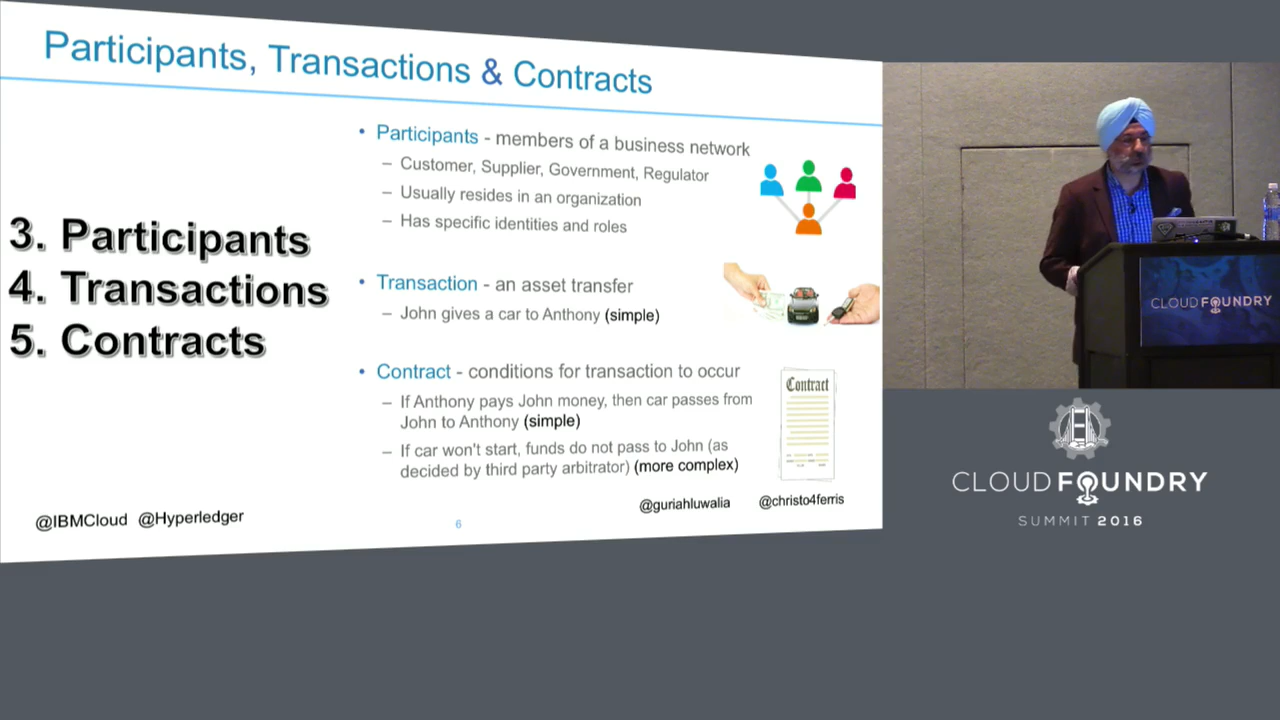 Participants, Transactions & Contracts
3. Participants
4. Transactions
5. Contracts
• Participants - members of a business network
– Customer, Supplier, Government, Regulator
– Usually resides in an organization
– Has specific identities and roles
• Transaction - an asset transfer
– John gives a car to Anthony (simple)
• Contract - conditions for transaction to occur
– If Anthony pays John money, then car passes from
John to Anthony (simple)
– If car won't start, funds do not pass to John (as
decided by third party arbitrator) (more complex)
Contract
@guriahluwalia @christo4ferris
@IBMCloud @Hyperledger
6
CLOUD FOUNDRY
CLOUD FOUNDRY
SUMMIT 2016